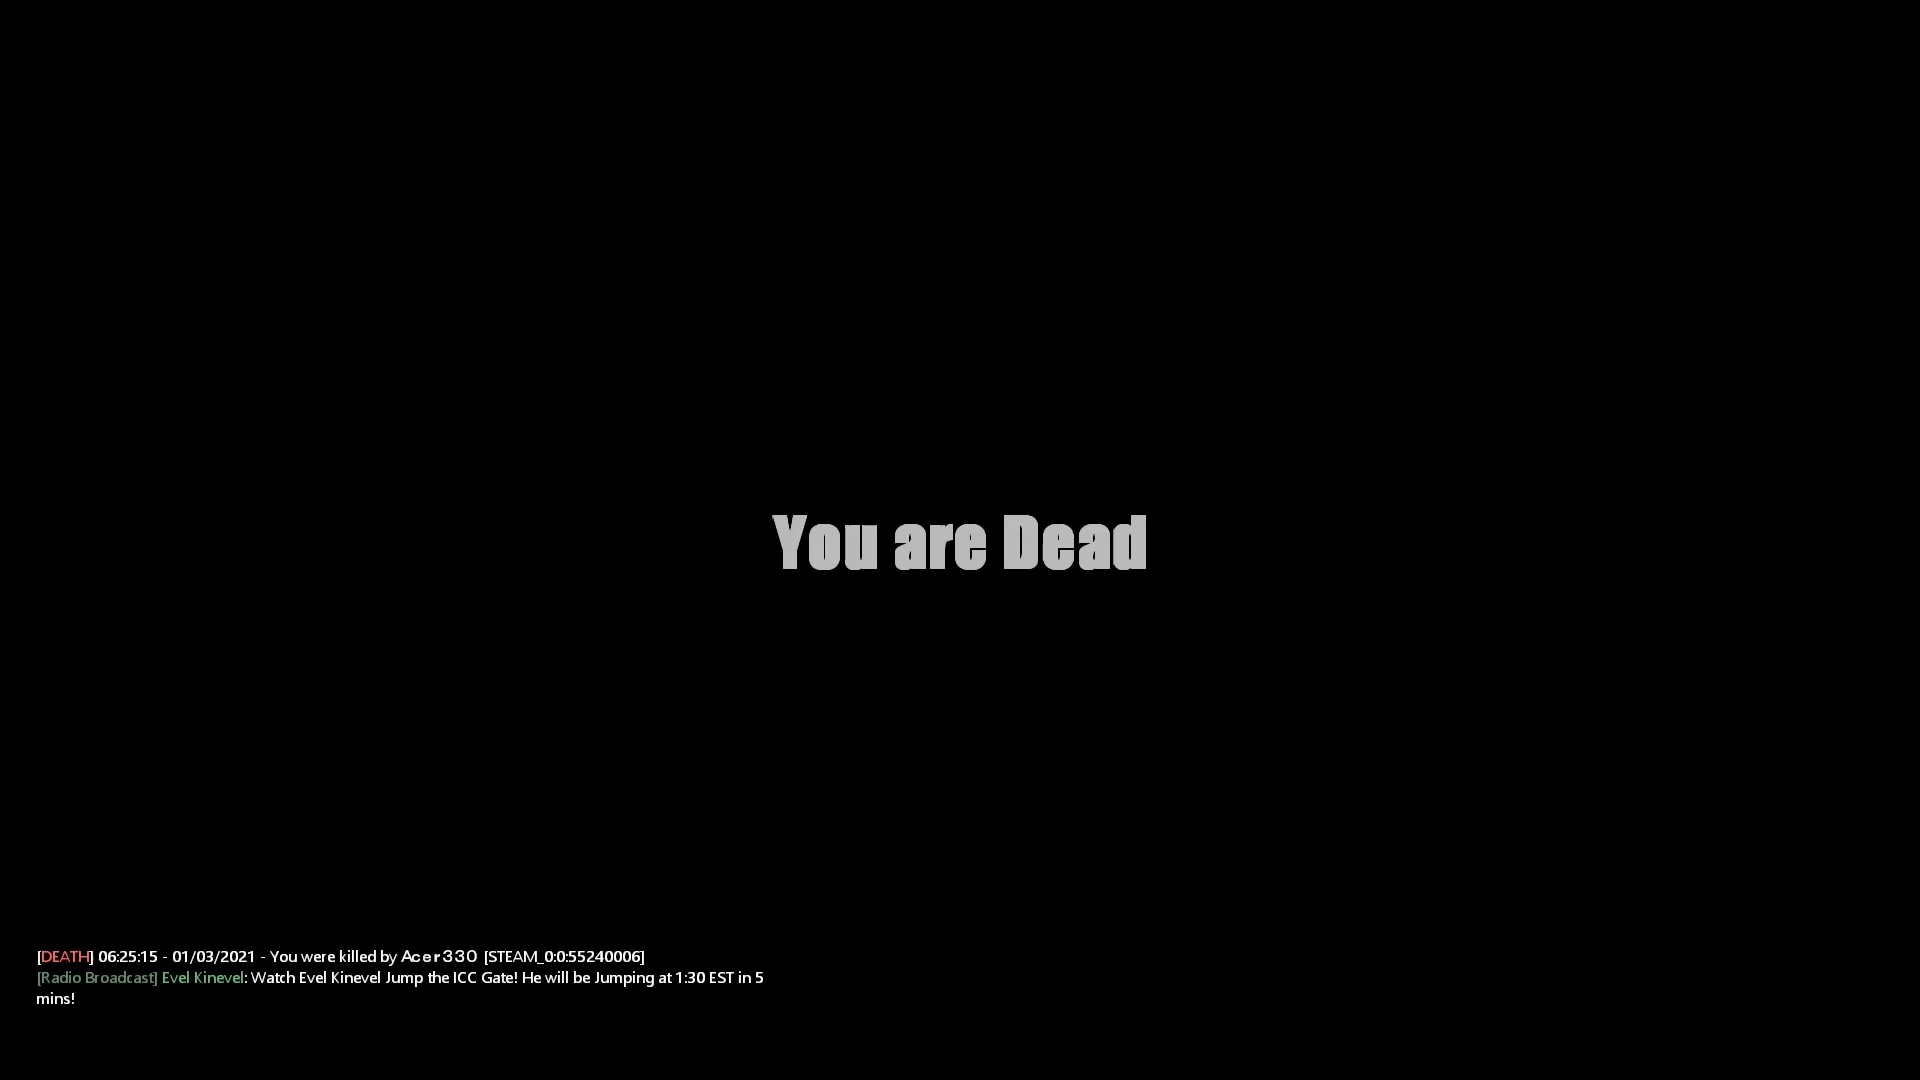 You are Dead
[DEATH] 06:25:15 - 01/03/2021 - You were killed by Acer330 [STEAM_0:0:55240006]
[Radio Broadcast] Evel Kinevel: Watch Evel Kinevel Jump the ICC Gate! He will be Jumping at 1:30 EST in 5
mins!